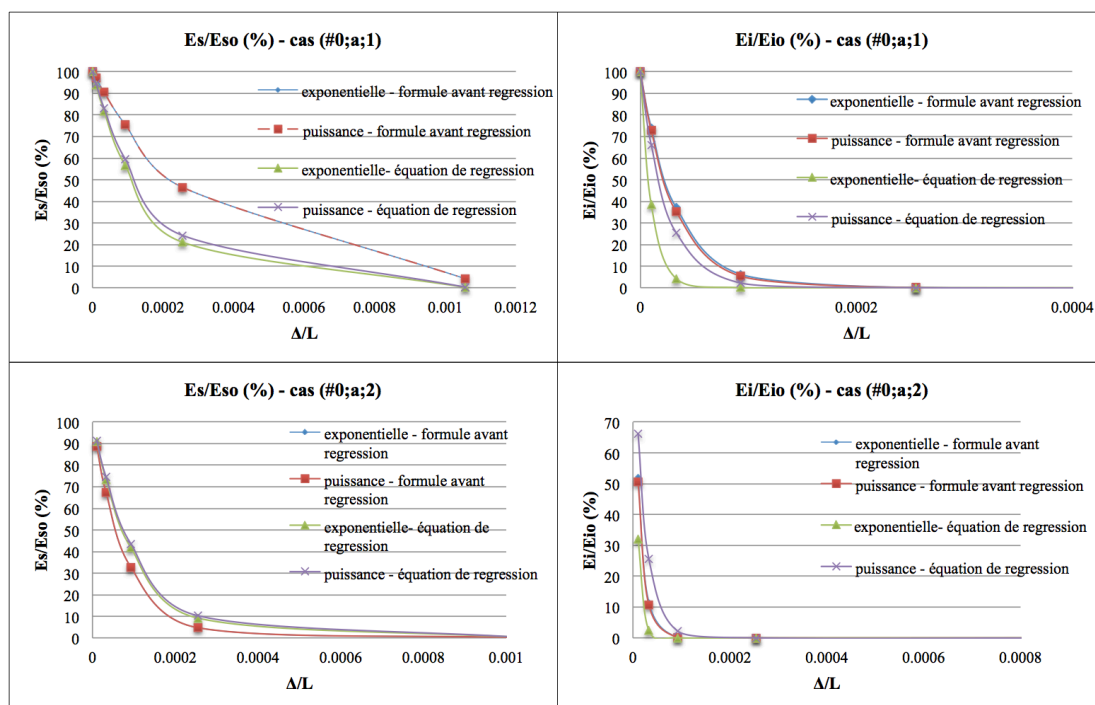 Es/Eso (%) - cas (#0;a;1)
Es/Eso (%)
100
90
80
70
60
50
40
30
20
10
0
exponentielle - formule avant regression
puissance - formule avant regression
exponentielle- équation de regression
puissance - équation de regression
0 0.0002 0.0004 0.0006 0.0008 0.001 0.0012
Δ/L
Ei/Eio (%) - cas (#0;a;1)
Ei/Eio (%)
100
90
80
70
60
50
40
30
20
10
0
exponentielle - formule avant regression
puissance - formule avant regression
exponentielle- équation de regression
puissance - équation de regression
0 0.0002 0.0004
Δ/L
Es/Eso (%) - cas (#0;a;2)
Es/Eso (%)
100
90
80
70
60
50
40
30
20
10
0
exponentielle - formule avant
regression
puissance - formule avant
regression
exponentielle- équation de
regression
puissance - équation de regression
0 0.0002 0.0004 0.0006 0.0008 0.001
Δ/L
Ei/Eio (%) - cas (#0;a;2)
Ei/Eio (%)
70
60
50
40
30
20
10
0
exponentielle - formule avant
regression
puissance - formule avant regression
exponentielle- équation de regression
puissance - équation de regression
0 0.0002 0.0004 0.0006 0.0008
Δ/L